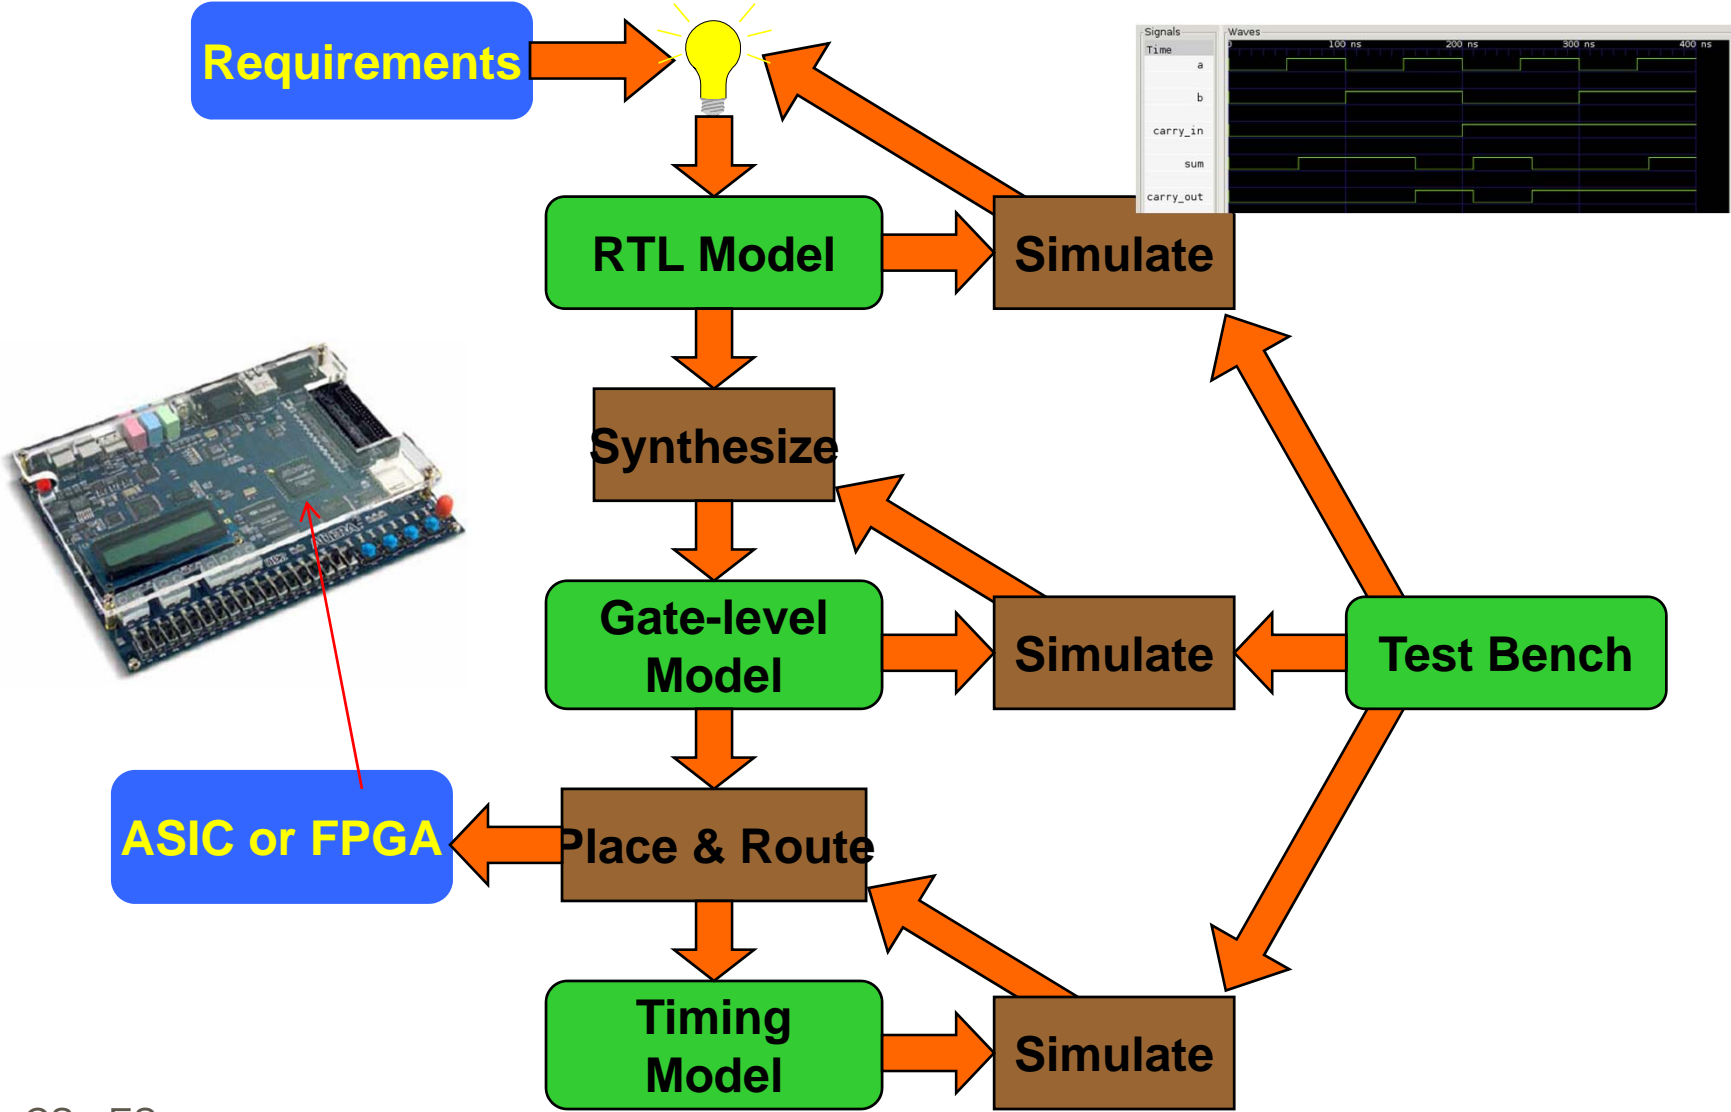 Requirements
Signals
Waves
Time
100 ns
200 ns
300 ns
400 ns
a
b
carry_in
sum
carry_out
RTL Model
Simulate
Synthesize
Gate-level
Model
Simulate
Test Bench
ASIC or FPGA
Place & Route
Timing
Model
Simulate